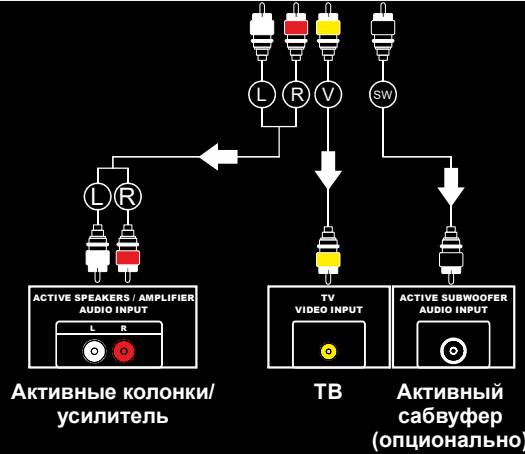 L R V SW
L R
ACTIVE SPEAKERS / AMPLIFIER
AUDIO INPUT
L R
TV
VIDEO INPUT
ACTIVE SUBWOOFER
AUDIO INPUT
Активные колонки/
усилитель
ТВ
Активный
сабвуфер
(опционально)